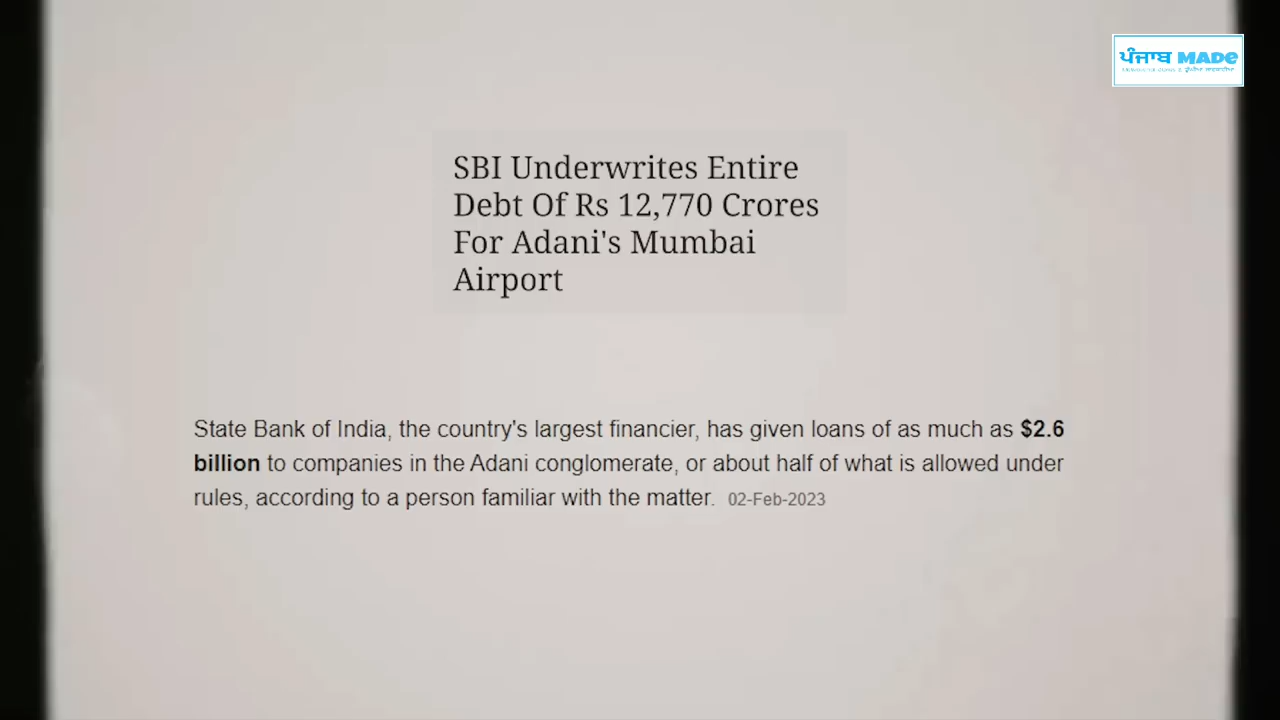 ਪੰਜਾਬ MADE
SBI Underwrites Entire
Debt Of Rs 12,770 Crores
For Adani's Mumbai
Airport
State Bank of India, the country's largest financier, has given loans of as much as $2.6
billion to companies in the Adani conglomerate, or about half of what is allowed under
rules, according to a person familiar with the matter. 02-Feb-2023